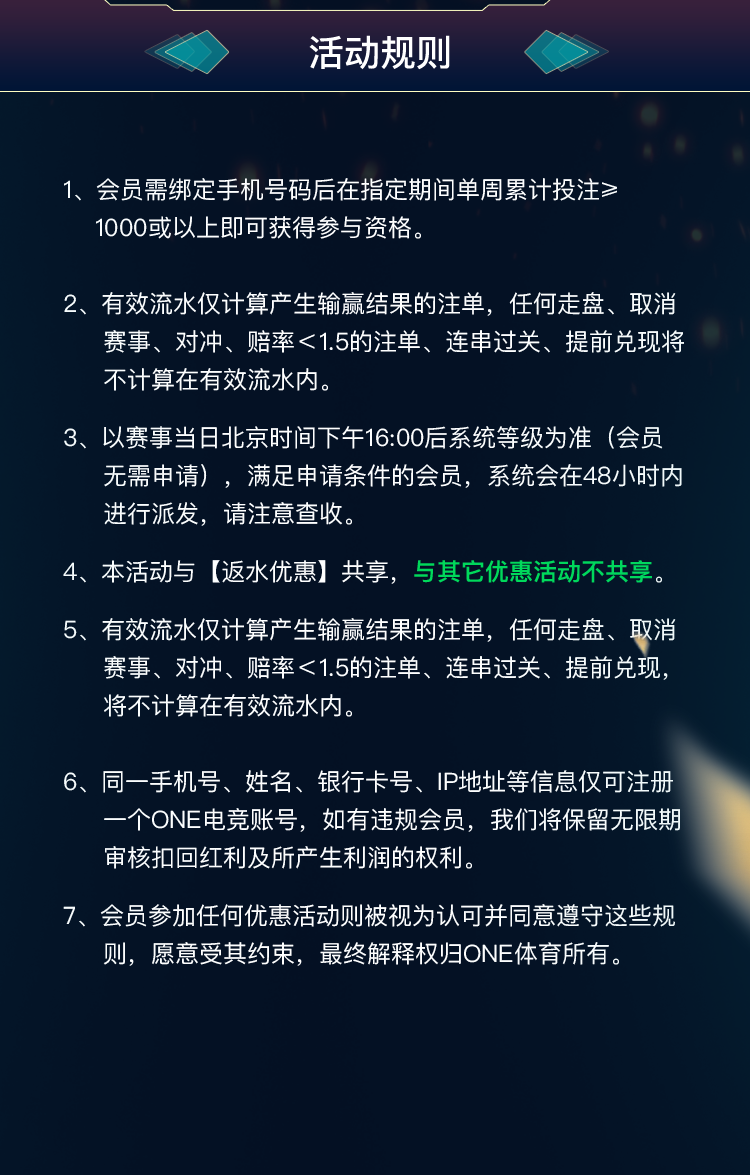 活动规则
1、会员需绑定手机号码后在指定期间单周累计投注≥
1000或以上即可获得参与资格。
2、有效流水仅计算产生输赢结果的注单，任何走盘、取消
赛事、对冲、赔率＜1.5的注单、连串过关、提前兑现将
不计算在有效流水内。
3、以赛事当日北京时间下午16:00后系统等级为准（会员
无需申请），满足申请条件的会员，系统会在48小时内
进行派发，请注意查收。
4、本活动与【返水优惠】共享，与其它优惠活动不共享。
5、有效流水仅计算产生输赢结果的注单，任何走盘、取消
赛事、对冲、赔率＜1.5的注单、连串过关、提前兑现，
将不计算在有效流水内。
6、同一手机号、姓名、银行卡号、IP地址等信息仅可注册
一个ONE电竞账号，如有违规会员，我们将保留无限期
审核扣回红利及所产生利润的权利。
7、会员参加任何优惠活动则被视为认可并同意遵守这些规
则，愿意受其约束，最终解释权归ONE体育所有。